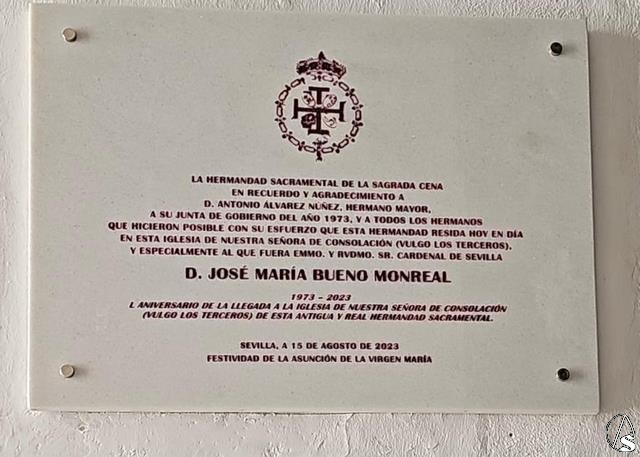 LA HERMANDAD SACRAMENTAL DE LA SAGRADA CENA
EN RECUERDO Y AGRADECIMIENTO A
D. ANTONIO ÁLVAREZ NÚÑEZ, HERMANO MAYOR,
A SU JUNTA DE GOBIERNO DEL AÑO 1973, Y A TODOS LOS HERMANOS
QUE HICIERON POSIBLE CON SU ESFUERZO QUE ESTA HERMANDAD RESIDA HOY EN DÍA
EN ESTA IGLESIA DE NUESTRA SEÑORA DE CONSOLACIÓN (VULGO LOS TERCEROS).
Y ESPECIALMENTE AL QUE FUERA EMMO. Y RVDMO. SR. CARDENAL DE SEVILLA
D. JOSÉ MARÍA BUENO MONREAL
1973 - 2023
L ANIVERSARIO DE LA LLEGADA A LA IGLESIA DE NUESTRA SEÑORA DE CONSOLACIÓN
(VULGO LOS TERCEROS) DE ESTA ANTIGUA Y REAL HERMANDAD SACRAMENTAL.
SEVILLA, A 15 DE AGOSTO DE 2023
FESTIVIDAD DE LA ASUNCIÓN DE LA VIRGEN MARÍA